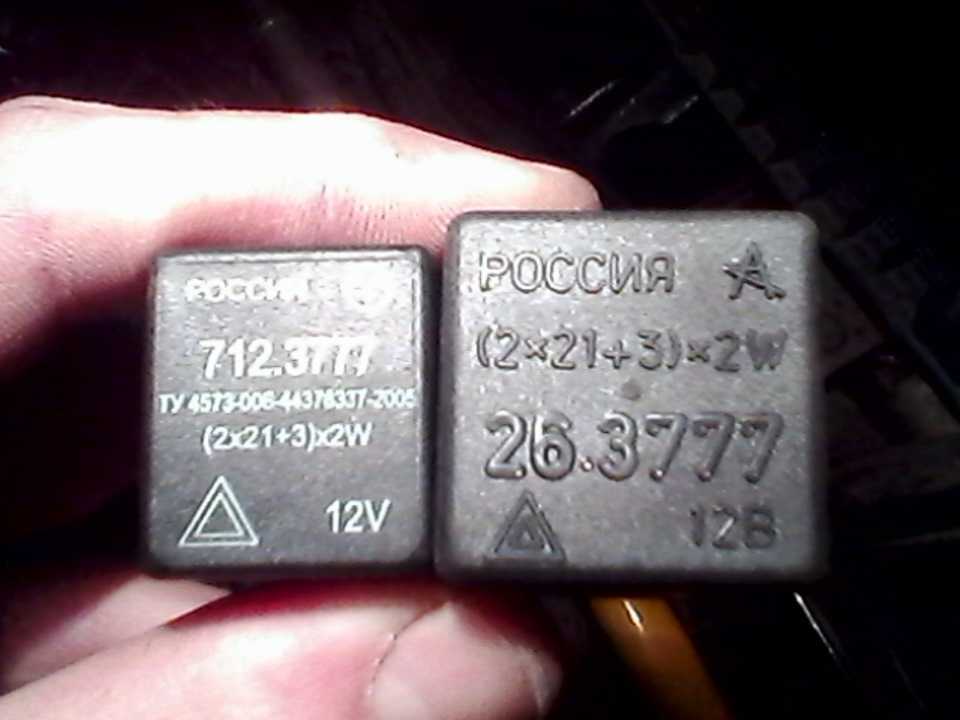 РОССИЯ
712.3777
ТУ 4573-006-44376337-2005
(2x21+3)x2W
12V
РОССИЯ
(2×21+3)×2W
26.3777
12В